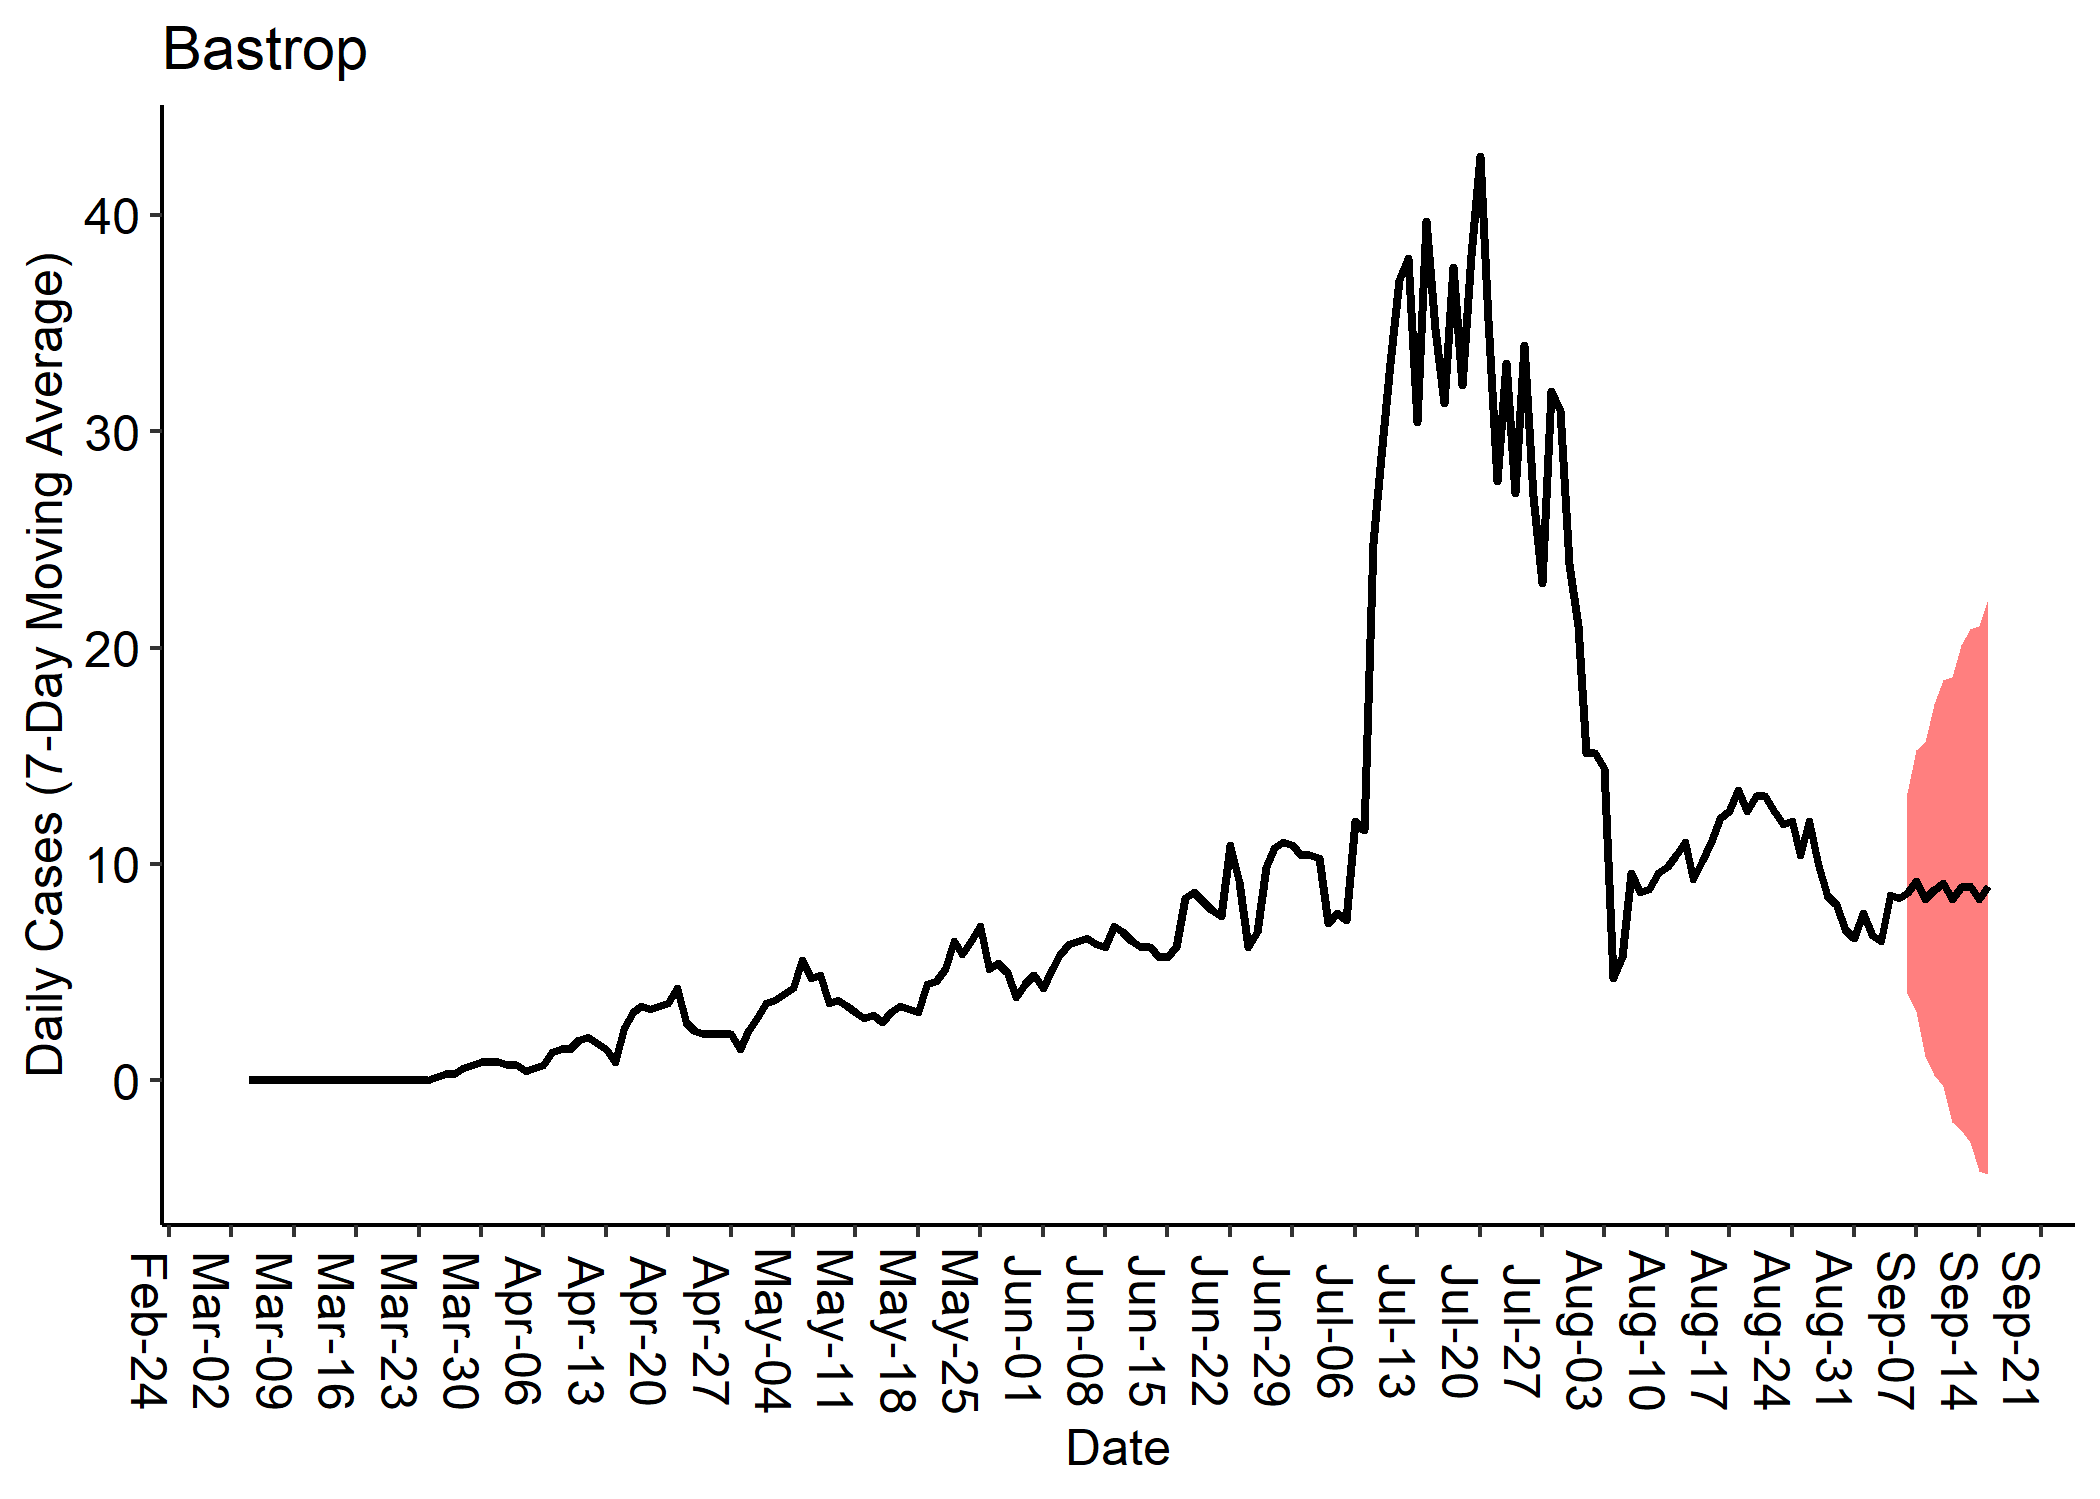 Bastrop
Daily Cases (7-Day Moving Average)
40
30
20
10
0
Feb-24
Mar-02
Mar-09
Mar-16
Mar-23
Mar-30
Apr-06
Apr-13
Apr-20
Apr-27
May-04
May-11
May-18
May-25
Jun-01
Jun-08
Jun-15
Jun-22
Jun-29
Jul-06
Jul-13
Jul-20
Jul-27
Aug-03
Aug-10
Aug-17
Aug-24
Aug-31
Sep-07
Sep-14
Sep-21
Date